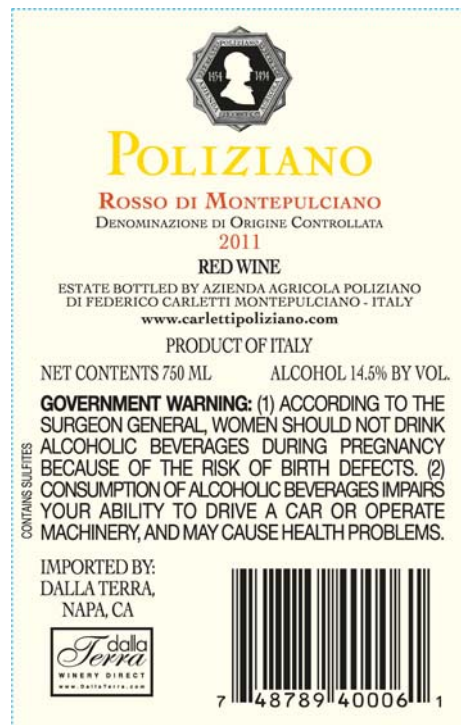 POLIZIANO
1454 1494
POLIZIANO
ROSSO DI MONTEPULCIANO
DENOMINAZIONE DI ORIGINE CONTROLLATA
2011
RED WINE
ESTATE BOTTLED BY AZIENDA AGRICOLA POLIZIANO
DI FEDERICO CARLETTI MONTEPULCIANO - ITALY
www.carlettipoliziano.com
PRODUCT OF ITALY
NET CONTENTS 750 ML ALCOHOL 14.5% BY VOL.
GOVERNMENT WARNING: (1) ACCORDING TO THE
SURGEON GENERAL, WOMEN SHOULD NOT DRINK
ALCOHOLIC BEVERAGES DURING PREGNANCY
BECAUSE OF THE RISK OF BIRTH DEFECTS. (2)
CONSUMPTION OF ALCOHOLIC BEVERAGES IMPAIRS
YOUR ABILITY TO DRIVE A CAR OR OPERATE
MACHINERY, AND MAY CAUSE HEALTH PROBLEMS.
CONTAINS SULFITES
IMPORTED BY:
DALLA TERRA,
NAPA, CA
dalla
Terra
WINERY DIRECT
www.DallaTerra.com
7 48789 40006 1